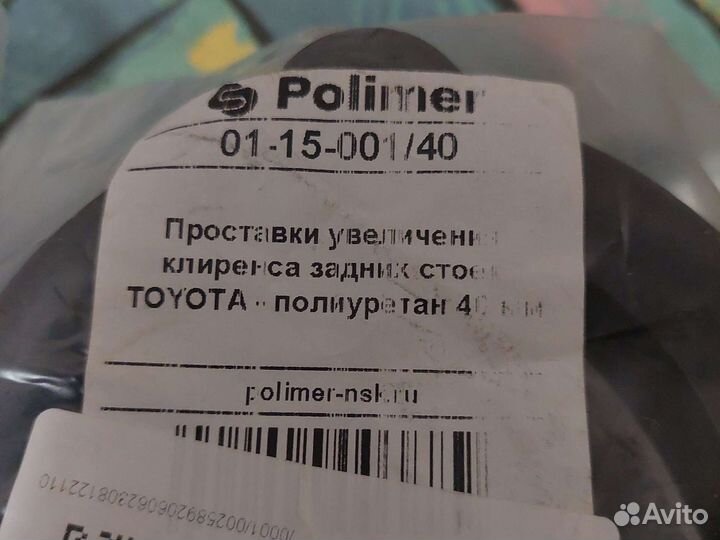 Polimer
01-15-001/40
Проставки увеличения
клиренса задних стоек
TOYOTA - полиуретан 40 мм
polimer-nsk.ru
Avito